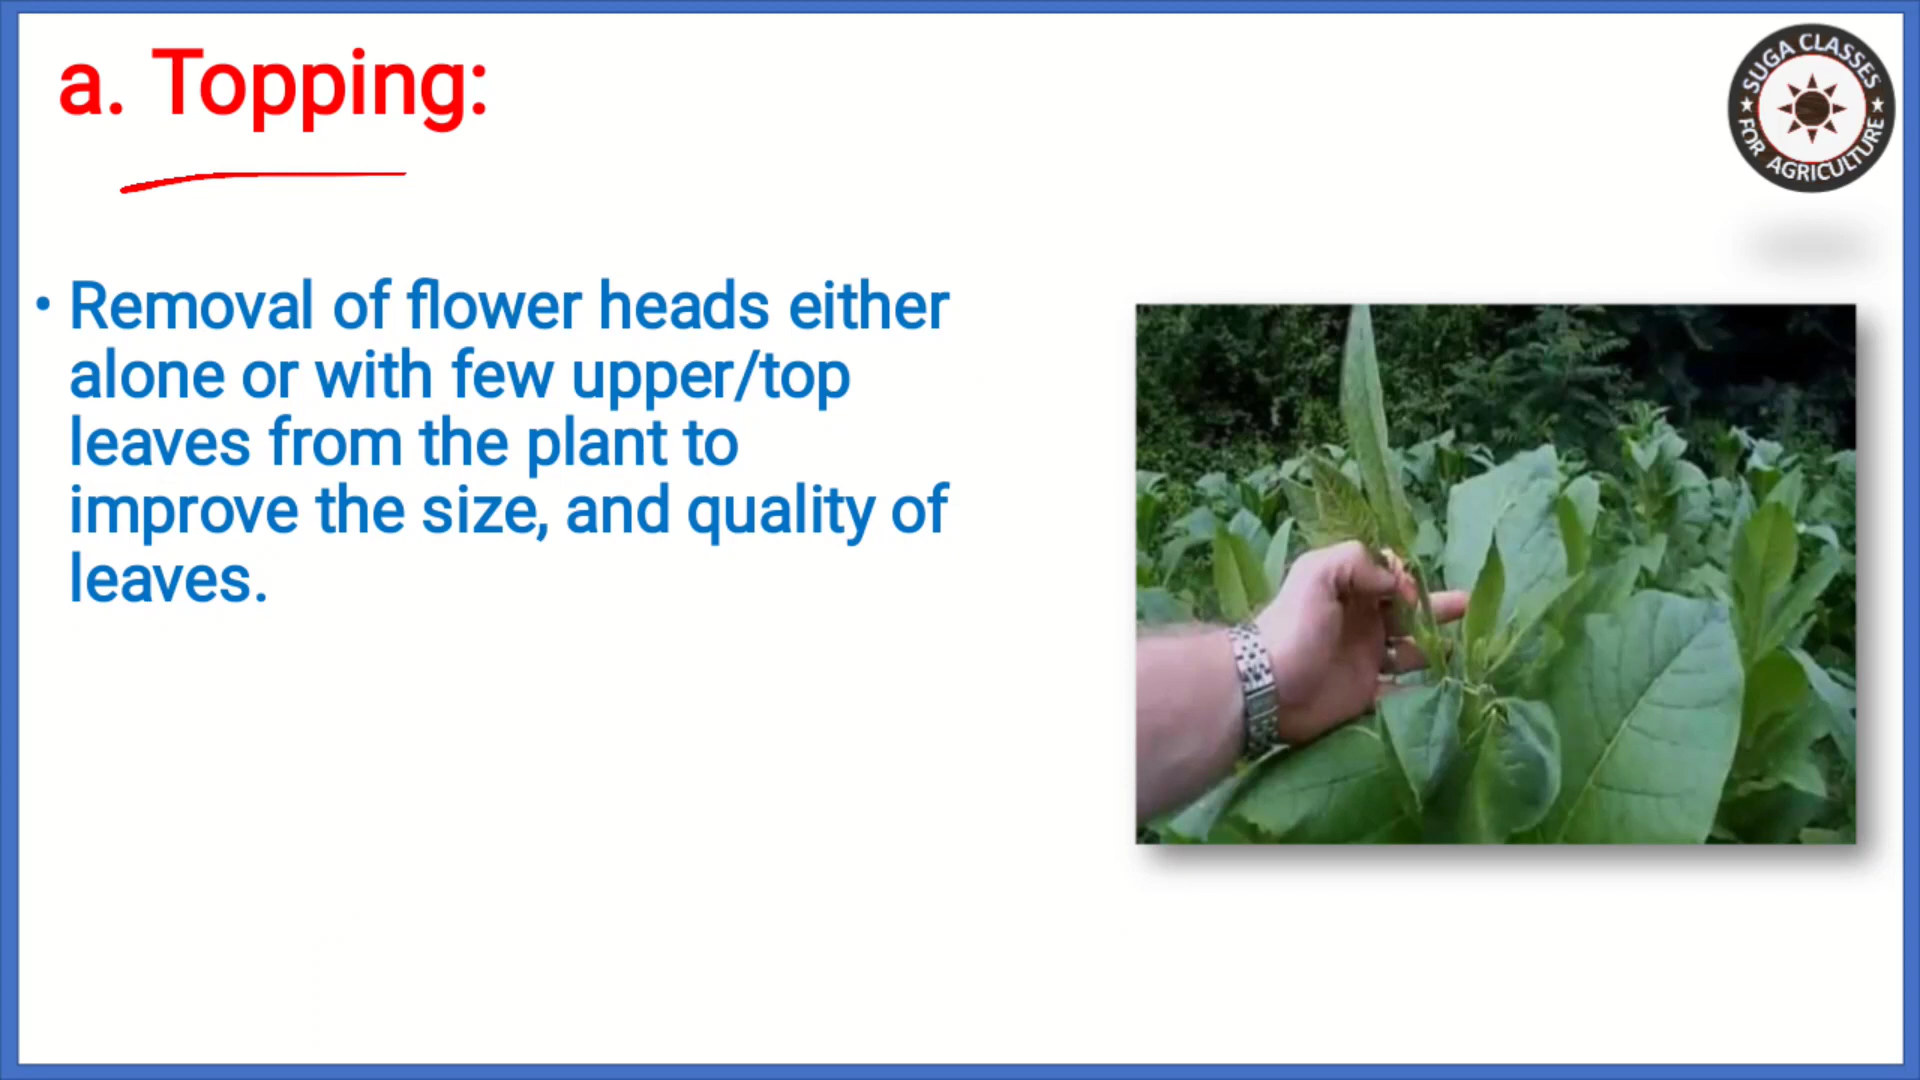 a. Topping:
SUGA CLASSES
FOR AGRICULTURE
• Removal of flower heads either
alone or with few upper/top
leaves from the plant to
improve the size, and quality of
leaves.